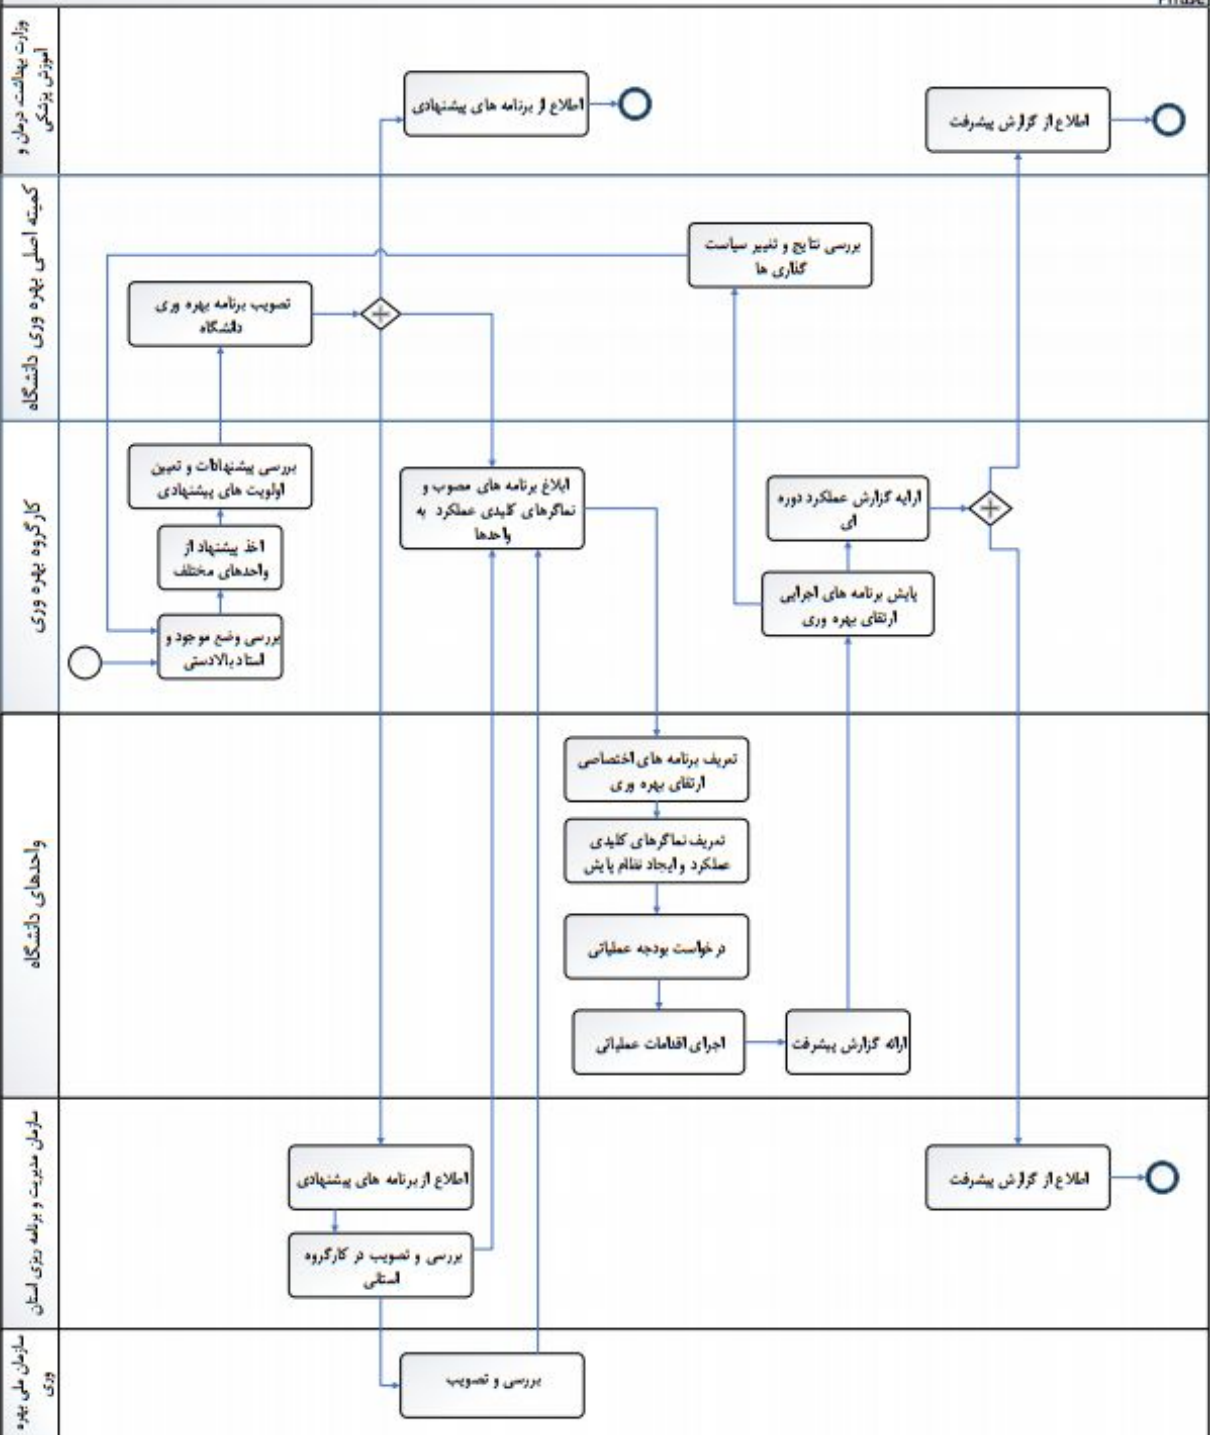 Phrase
وزارت بهداشت، درمان و
آموزش پزشکی
اطلاع از برنامه های پیشنهادی
اطلاع از گزارش پیشرفت
کمیته اصلی بهره وری دانشگاه
بررسی نتایج و تغییر سیاست
گذاری ها
تصویب برنامه بهره وری
دانشگاه
کارگروه بهره وری
بررسی پیشنهادات و تعیین
اولویت های پیشنهادی
اخذ پیشنهاد از
واحدهای مختلف
بررسی وضع موجود و
اسناد بالادستی
ابلاغ برنامه های مصوب و
نماگرهای کلیدی عملکرد به
واحدها
ارایه گزارش عملکرد دوره
ای
پایش برنامه های اجرایی
ارتقای بهره وری
واحدهای دانشگاه
تعریف برنامه های اختصاصی
ارتقای بهره وری
تعریف نماگرهای کلیدی
عملکرد و ایجاد نظام پایش
درخواست بودجه عملیاتی
اجرای اقدامات عملیاتی
ارائه گزارش پیشرفت
سازمان مدیریت و برنامه ریزی استان
اطلاع از برنامه های پیشنهادی
بررسی و تصویب در کارگروه
استانی
اطلاع از گزارش پیشرفت
سازمان ملی بهره
وری
بررسی و تصویب